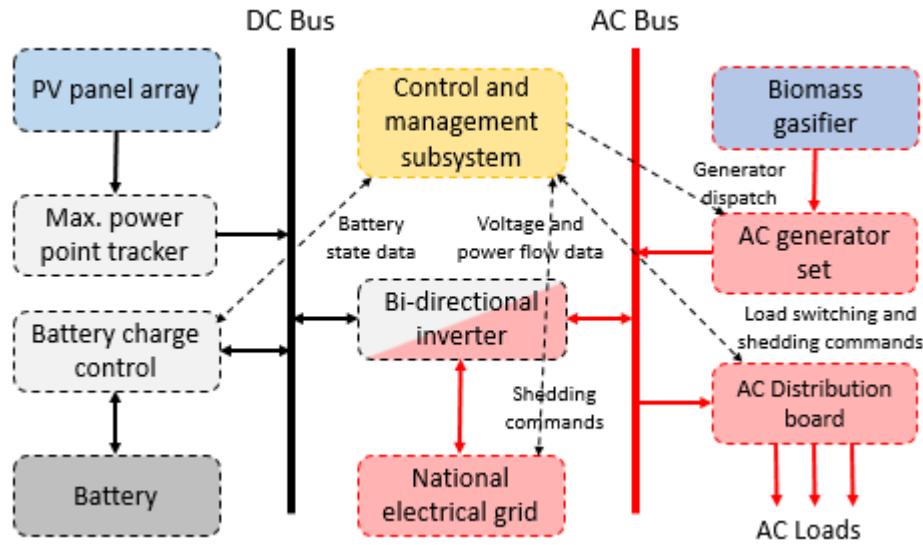 DC Bus
AC Bus
PV panel array
Control and
management
subsystem
Biomass
gasifier
Generator
dispatch
Max. power
point tracker
Battery
state data
Voltage and
power flow data
AC generator
set
Battery charge
control
Bi-directional
inverter
Load switching and
shedding commands
Shedding
commands
AC Distribution
board
Battery
National
electrical grid
AC Loads